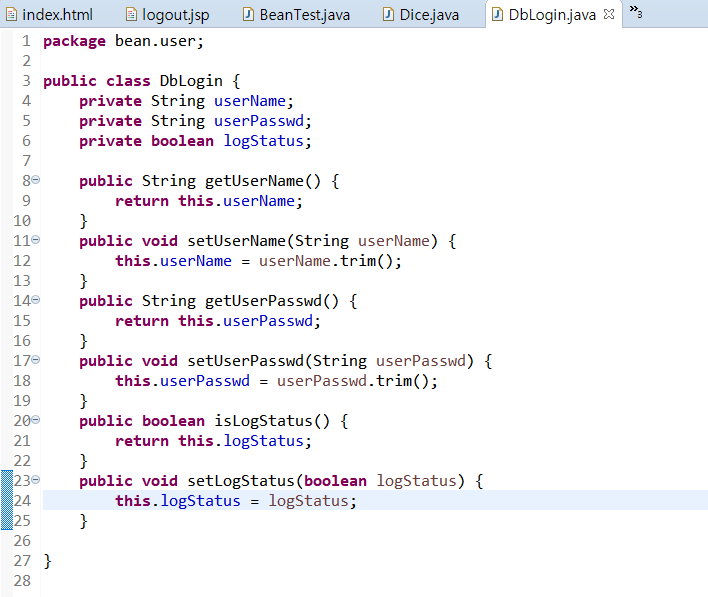 index.html logout.jsp BeanTest.java Dice.java DbLogin.java »3
1 package bean.user;
2
3 public class DbLogin {
4     private String userName;
5     private String userPasswd;
6     private boolean logStatus;
7
8     public String getUserName() {
9         return this.userName;
10     }
11     public void setUserName(String userName) {
12         this.userName = userName.trim();
13     }
14     public String getUserPasswd() {
15         return this.userPasswd;
16     }
17     public void setUserPasswd(String userPasswd) {
18         this.userPasswd = userPasswd.trim();
19     }
20     public boolean isLogStatus() {
21         return this.logStatus;
22     }
23     public void setLogStatus(boolean logStatus) {
24         this.logStatus = logStatus;
25     }
26
27 }
28